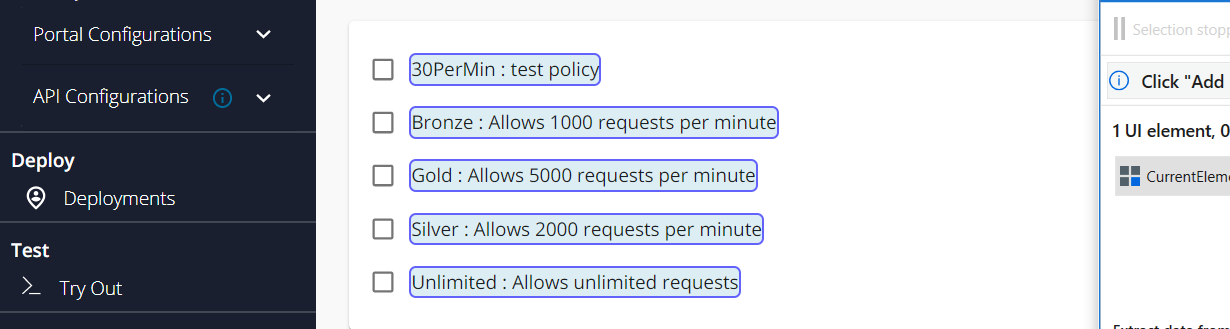 Portal Configurations
API Configurations
Deploy
Deployments
Test
Try Out
30PerMin : test policy
Bronze : Allows 1000 requests per minute
Gold : Allows 5000 requests per minute
Silver : Allows 2000 requests per minute
Unlimited : Allows unlimited requests
Selection stopp
Click "Add
1 UI element, 0
CurrentEleme
Extract data from